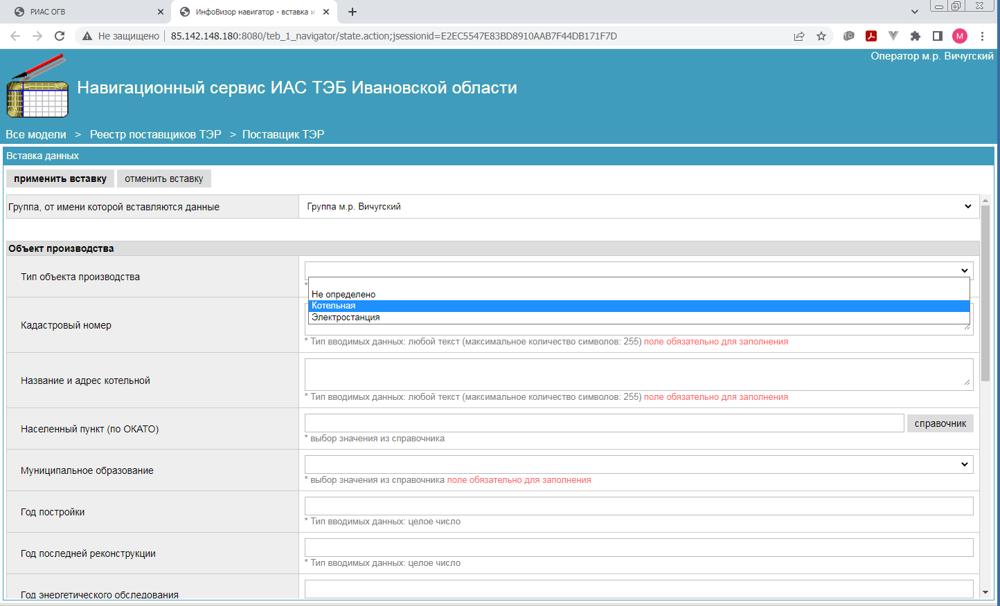 РИАС ОГВ
ИнфоВизор навигатор - вставка и
Не защищено
85.142.148.180:8080/teb_1_navigator/state.action;jsessionid=E2EC5547E83BD8910AAB7F44DB171F7D
M
Оператор м.р. Вичугский
Навигационный сервис ИАС ТЭБ Ивановской области
Все модели > Реестр поставщиков ТЭР > Поставщик ТЭР
Вставка данных
применить вставку отменить вставку
Группа, от имени которой вставляются данные Группа м.р. Вичугский
Объект производства
Тип объекта производства
*
Не определено
Котельная
Электростанция
Кадастровый номер
* Тип вводимых данных: любой текст (максимальное количество символов: 255) поле обязательно для заполнения
Название и адрес котельной
* Тип вводимых данных: любой текст (максимальное количество символов: 255) поле обязательно для заполнения
Населенный пункт (по ОКАТО) справочник
* выбор значения из справочника
Муниципальное образование
* выбор значения из справочника поле обязательно для заполнения
Год постройки
* Тип вводимых данных: целое число
Год последней реконструкции
* Тип вводимых данных: целое число
Год энергетического обследования